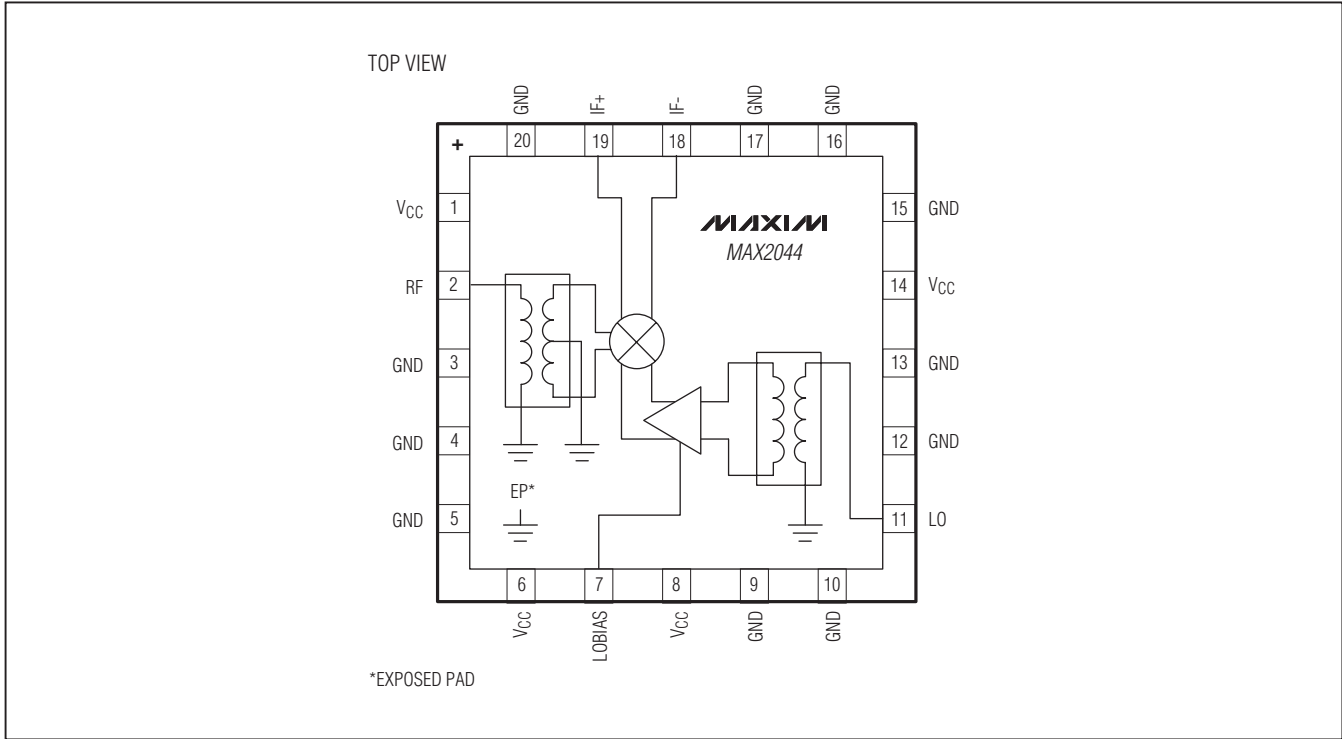 TOP VIEW
GND
IF+
IF-
GND
GND
+
20
19
18
17
16
VCC
1
15
GND
MAXIM
MAX2044
RF
2
14
VCC
GND
3
13
GND
GND
4
12
GND
EP*
GND
5
11
LO
6
7
8
9
10
VCC
LOBIAS
VCC
GND
GND
*EXPOSED PAD